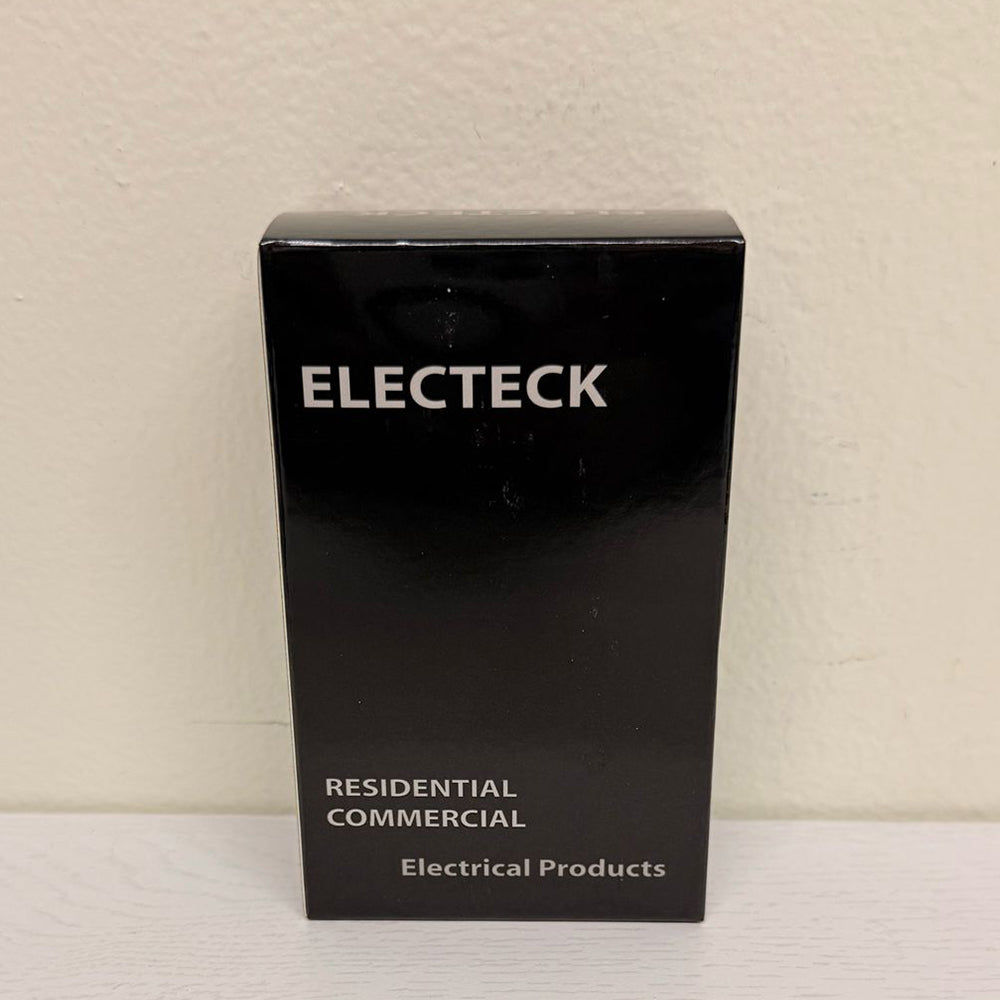 ELECTECK
RESIDENTIAL
COMMERCIAL
Electrical Products